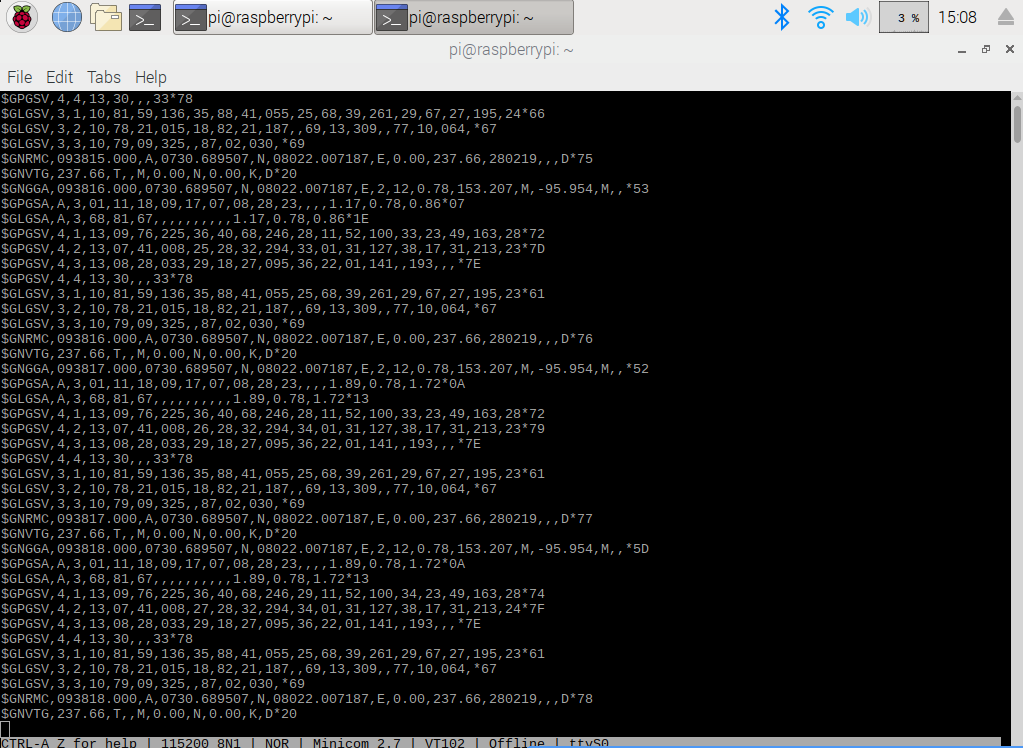 pi@raspberrypi: ~
pi@raspberrypi: ~
3 %
15:08
pi@raspberrypi: ~
File Edit Tabs Help
$GPGSV,4,4,13,30,,,33*78
$GLGSV,3,1,10,81,59,136,35,88,41,055,25,68,39,261,29,67,27,195,24*66
$GLGSV,3,2,10,78,21,015,18,82,21,187,,69,13,309,,77,10,064,*67
$GLGSV,3,3,10,79,09,325,,87,02,030,*69
$GNRMC,093815.000,A,0730.689507,N,08022.007187,E,0.00,237.66,280219,,,D*75
$GNVTG,237.66,T,,M,0.00,N,0.00,K,D*20
$GNGGA,093816.000,0730.689507,N,08022.007187,E,2,12,0.78,153.207,M,-95.954,M,,*53
$GPGSA,A,3,01,11,18,09,17,07,08,28,23,,,,1.17,0.78,0.86*07
$GLGSA,A,3,68,81,67,,,,,,,,,,1.17,0.78,0.86*1E
$GPGSV,4,1,13,09,76,225,36,40,68,246,28,11,52,100,33,23,49,163,28*72
$GPGSV,4,2,13,07,41,008,25,28,32,294,33,01,31,127,38,17,31,213,23*7D
$GPGSV,4,3,13,08,28,033,29,18,27,095,36,22,01,141,,193,,,*7E
$GPGSV,4,4,13,30,,,33*78
$GLGSV,3,1,10,81,59,136,35,88,41,055,25,68,39,261,29,67,27,195,23*61
$GLGSV,3,2,10,78,21,015,18,82,21,187,,69,13,309,,77,10,064,*67
$GLGSV,3,3,10,79,09,325,,87,02,030,*69
$GNRMC,093816.000,A,0730.689507,N,08022.007187,E,0.00,237.66,280219,,,D*76
$GNVTG,237.66,T,,M,0.00,N,0.00,K,D*20
$GNGGA,093817.000,0730.689507,N,08022.007187,E,2,12,0.78,153.207,M,-95.954,M,,*52
$GPGSA,A,3,01,11,18,09,17,07,08,28,23,,,,1.89,0.78,1.72*0A
$GLGSA,A,3,68,81,67,,,,,,,,,,1.89,0.78,1.72*13
$GPGSV,4,1,13,09,76,225,36,40,68,246,28,11,52,100,33,23,49,163,28*72
$GPGSV,4,2,13,07,41,008,26,28,32,294,34,01,31,127,38,17,31,213,23*79
$GPGSV,4,3,13,08,28,033,29,18,27,095,36,22,01,141,,193,,,*7E
$GPGSV,4,4,13,30,,,33*78
$GLGSV,3,1,10,81,59,136,35,88,41,055,25,68,39,261,29,67,27,195,23*61
$GLGSV,3,2,10,78,21,015,18,82,21,187,,69,13,309,,77,10,064,*67
$GLGSV,3,3,10,79,09,325,,87,02,030,*69
$GNRMC,093817.000,A,0730.689507,N,08022.007187,E,0.00,237.66,280219,,,D*77
$GNVTG,237.66,T,,M,0.00,N,0.00,K,D*20
$GNGGA,093818.000,0730.689507,N,08022.007187,E,2,12,0.78,153.207,M,-95.954,M,,*5D
$GPGSA,A,3,01,11,18,09,17,07,08,28,23,,,,1.89,0.78,1.72*0A
$GLGSA,A,3,68,81,67,,,,,,,,,,1.89,0.78,1.72*13
$GPGSV,4,1,13,09,76,225,36,40,68,246,29,11,52,100,34,23,49,163,28*74
$GPGSV,4,2,13,07,41,008,27,28,32,294,34,01,31,127,38,17,31,213,24*7F
$GPGSV,4,3,13,08,28,033,29,18,27,095,36,22,01,141,,193,,,*7E
$GPGSV,4,4,13,30,,,33*78
$GLGSV,3,1,10,81,59,136,35,88,41,055,25,68,39,261,29,67,27,195,23*61
$GLGSV,3,2,10,78,21,015,18,82,21,187,,69,13,309,,77,10,064,*67
$GLGSV,3,3,10,79,09,325,,87,02,030,*69
$GNRMC,093818.000,A,0730.689507,N,08022.007187,E,0.00,237.66,280219,,,D*78
$GNVTG,237.66,T,,M,0.00,N,0.00,K,D*20
CTRL-A Z for help | 115200 8N1 | NOR | Minicom 2.7 | VT102 | Offline | ttyS0